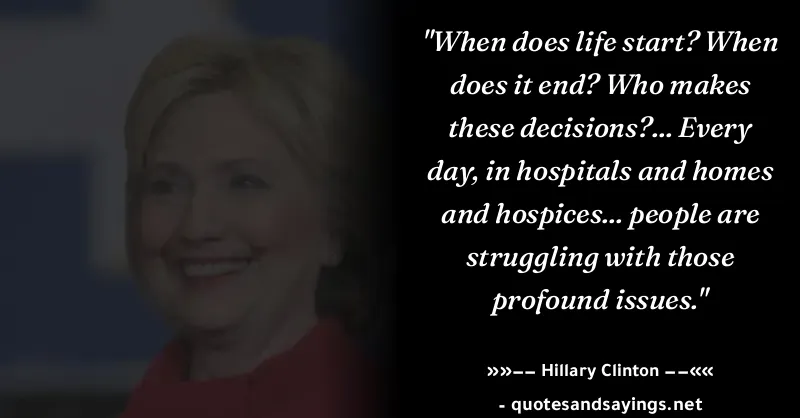 "When does life start? When
does it end? Who makes
these decisions?... Every
day, in hospitals and homes
and hospices... people are
struggling with those
profound issues."
»»−− Hillary Clinton −−««
- quotesandsayings.net